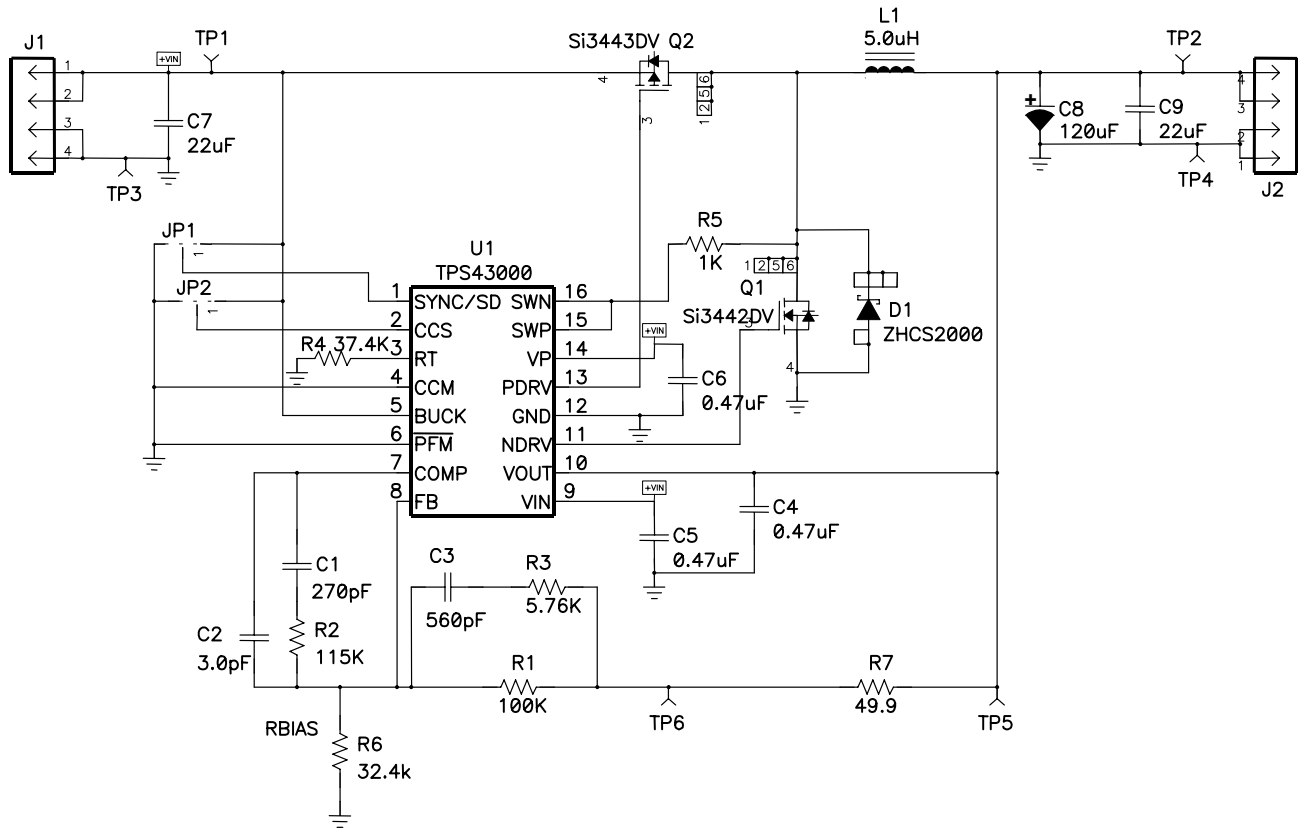 L1
5.0uH
Si3443DV Q2
J1
TP1
TP2
+VIN
1
2
3
4
4
3
6
5
2
1
C7
22uF
TP3
C8
120uF
C9
22uF
4
3
2
1
TP4
J2
JP1
1
JP2
1
R5
1K
1 2 5 6
Q1
Si3442DV
3
4
D1
ZHCS2000
U1
TPS43000
1 SYNC/SD SWN 16
2 CCS SWP 15
3 RT VP 14
4 CCM PDRV 13
5 BUCK GND 12
6 PFM NDRV 11
7 COMP VOUT 10
8 FB VIN 9
R4 37.4K
+VIN
C6
0.47uF
+VIN
C5
0.47uF
C4
0.47uF
C1
270pF
C2
3.0pF
R2
115K
C3
560pF
R3
5.76K
R1
100K
R7
49.9
TP6
TP5
RBIAS
R6
32.4k